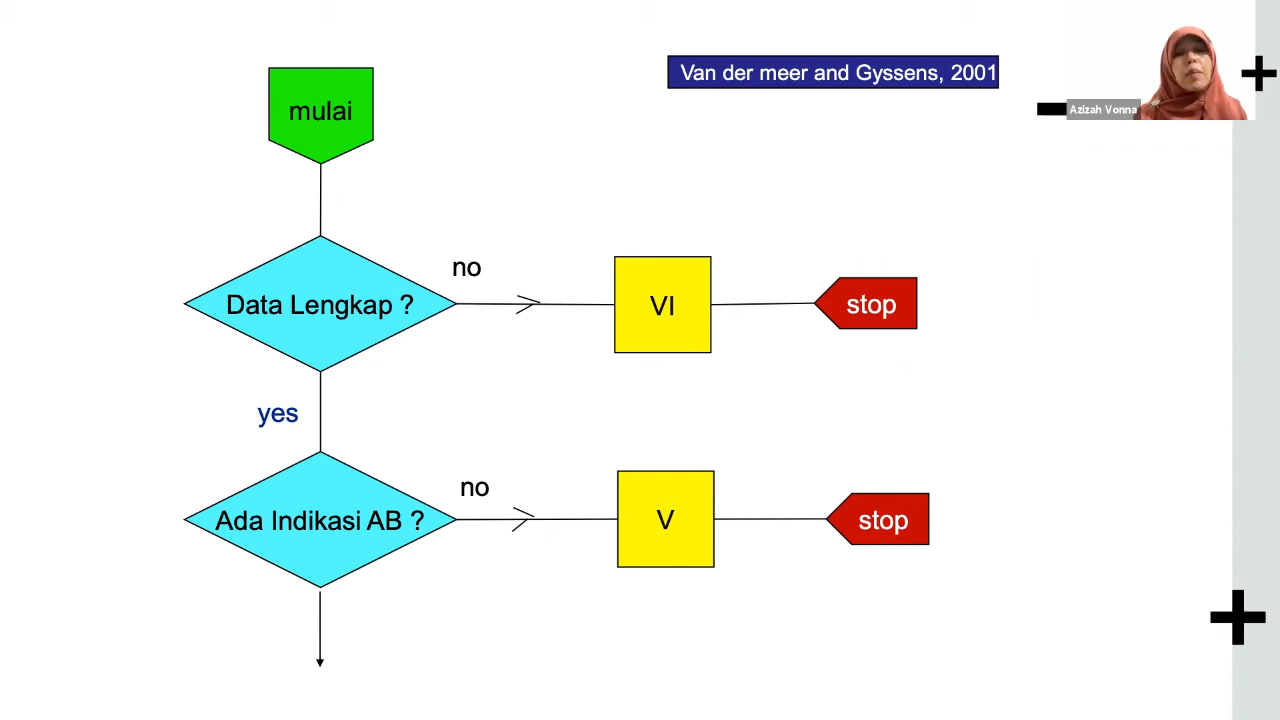 Van der meer and Gyssens, 2001
Azizah Vonna
mulai
no
Data Lengkap ?
VI
stop
yes
no
Ada Indikasi AB ?
V
stop